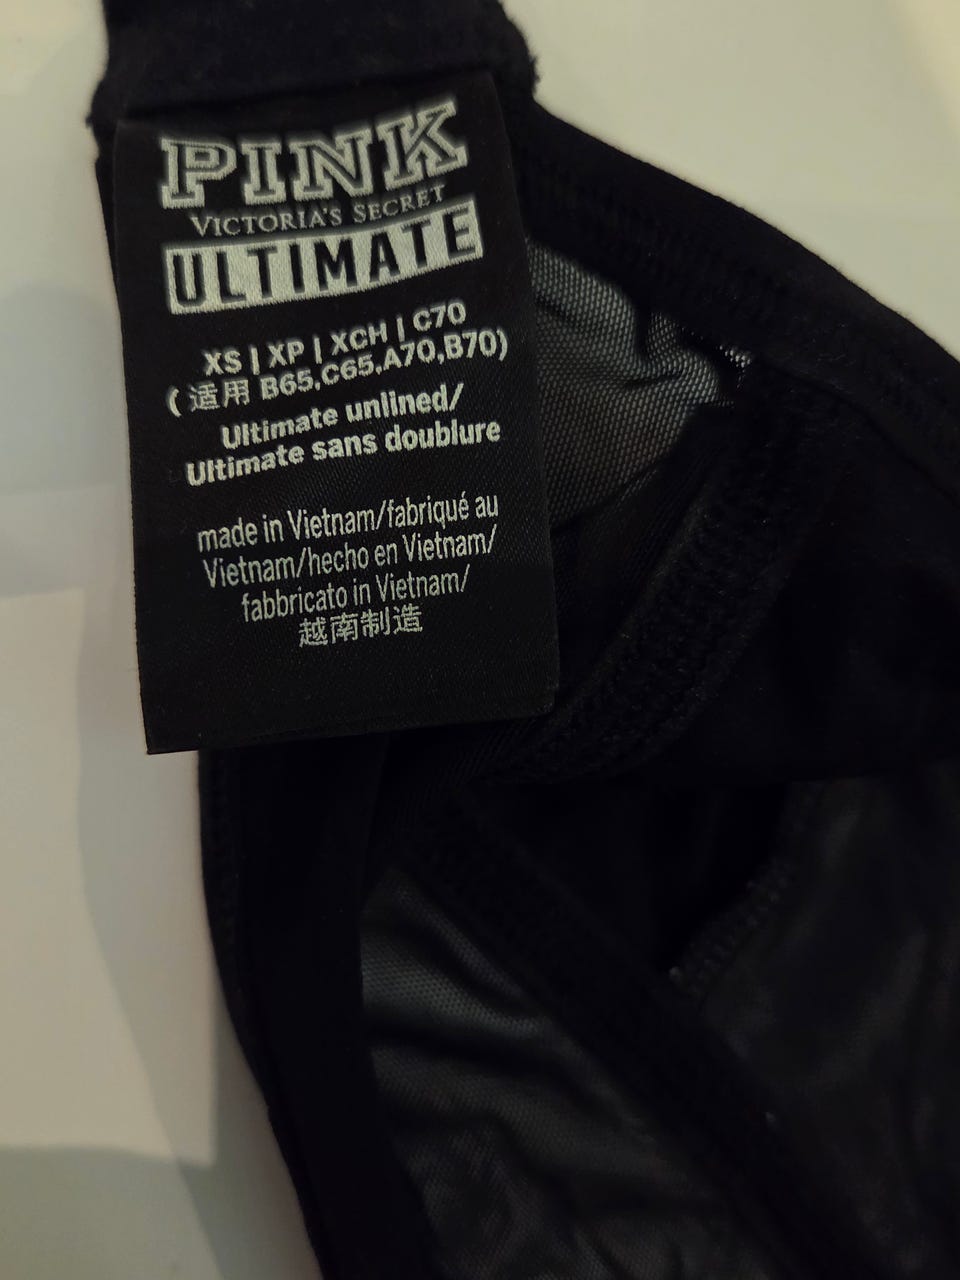 PINK
VICTORIA'S SECRET
ULTIMATE
XS | XP | XCH | C70
(适用 B65,C65,A70,B70)
Ultimate unlined/
Ultimate sans doublure
made in Vietnam/fabriqué au
Vietnam/hecho en Vietnam/
fabbricato in Vietnam/
越南制造